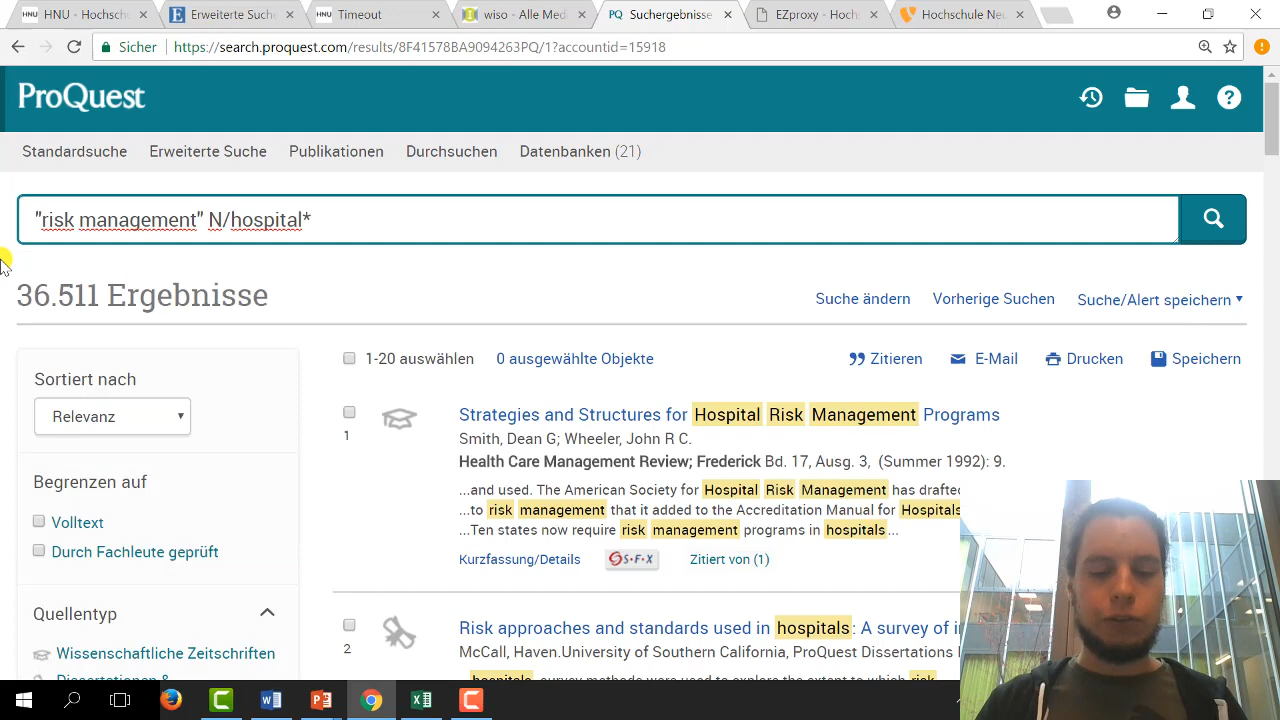 HNU - Hochsch
Erweiterte Suche
Timeout
wiso - Alle Med
Suchergebnisse
EZproxy - Hoch
Hochschule Neu
Sicher
https://search.proquest.com/results/8F41578BA9094263PQ/1?accountid=15918
ProQuest
Standardsuche Erweiterte Suche Publikationen Durchsuchen Datenbanken (21)
"risk management" N/hospital*
36.511 Ergebnisse
Suche ändern Vorherige Suchen Suche/Alert speichern
Sortiert nach
Relevanz
Begrenzen auf
Volltext
Durch Fachleute geprüft
Quellentyp
Wissenschaftliche Zeitschriften
1-20 auswählen 0 ausgewählte Objekte
Zitieren E-Mail Drucken Speichern
1
Strategies and Structures for Hospital Risk Management Programs
Smith, Dean G; Wheeler, John R C.
Health Care Management Review; Frederick Bd. 17, Ausg. 3, (Summer 1992): 9.
...and used. The American Society for Hospital Risk Management has drafted
...to risk management that it added to the Accreditation Manual for Hospitals
...Ten states now require risk management programs in hospitals...
Kurzfassung/Details S·F·X Zitiert von (1)
2
Risk approaches and standards used in hospitals: A survey of i
McCall, Haven.University of Southern California, ProQuest Dissertations